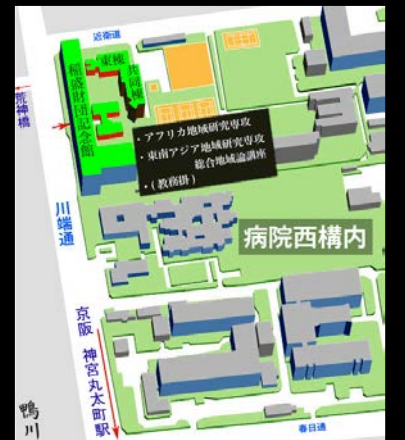 近衛道
東棟
共同棟
稲盛財団記念館
荒神橋
・アフリカ地域研究専攻
・東南アジア地域研究専攻
総合地域論講座
・(教務掛)
川端通
病院西構内
京阪 神宮丸太町駅
鴨川
春日通